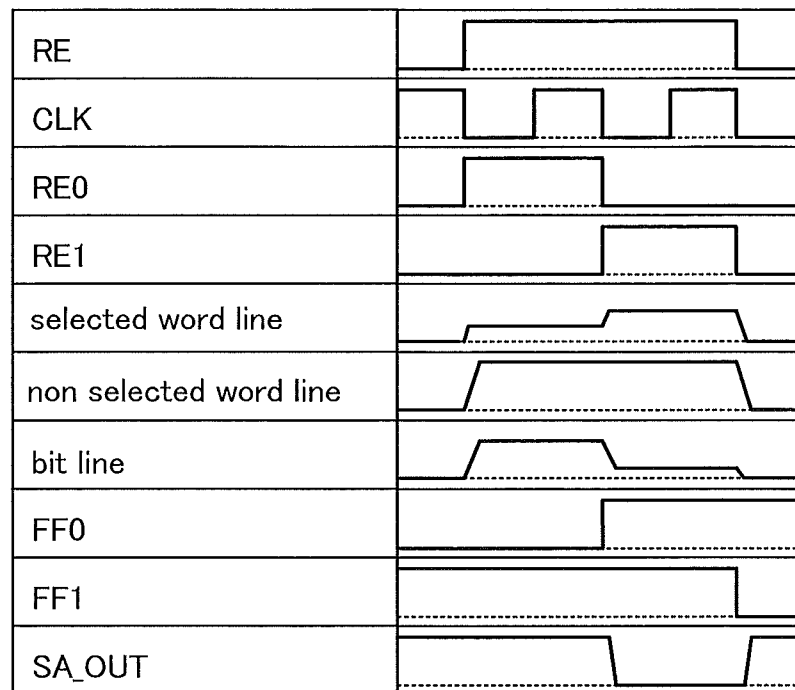 RE
CLK
RE0
RE1
selected word line
non selected word line
bit line
FF0
FF1
SA_OUT